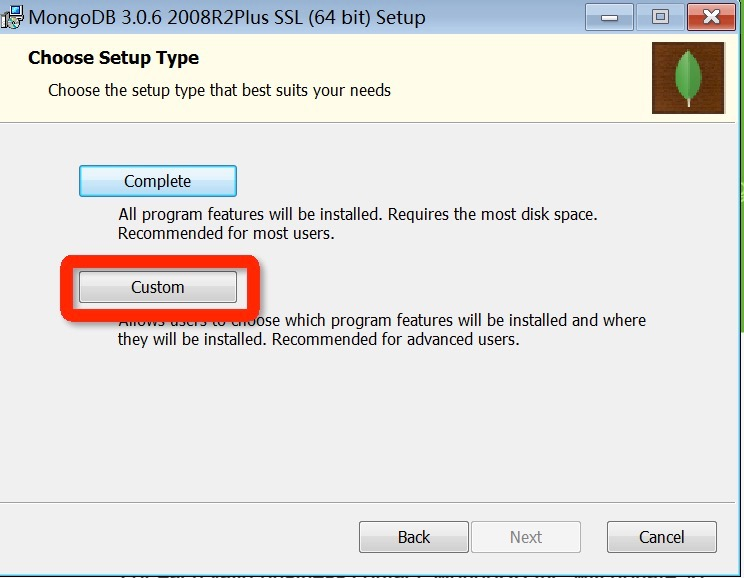 MongoDB 3.0.6 2008R2Plus SSL (64 bit) Setup
Choose Setup Type
Choose the setup type that best suits your needs
Complete
All program features will be installed. Requires the most disk space.
Recommended for most users.
Custom
Allows users to choose which program features will be installed and where
they will be installed. Recommended for advanced users.
Back
Next
Cancel